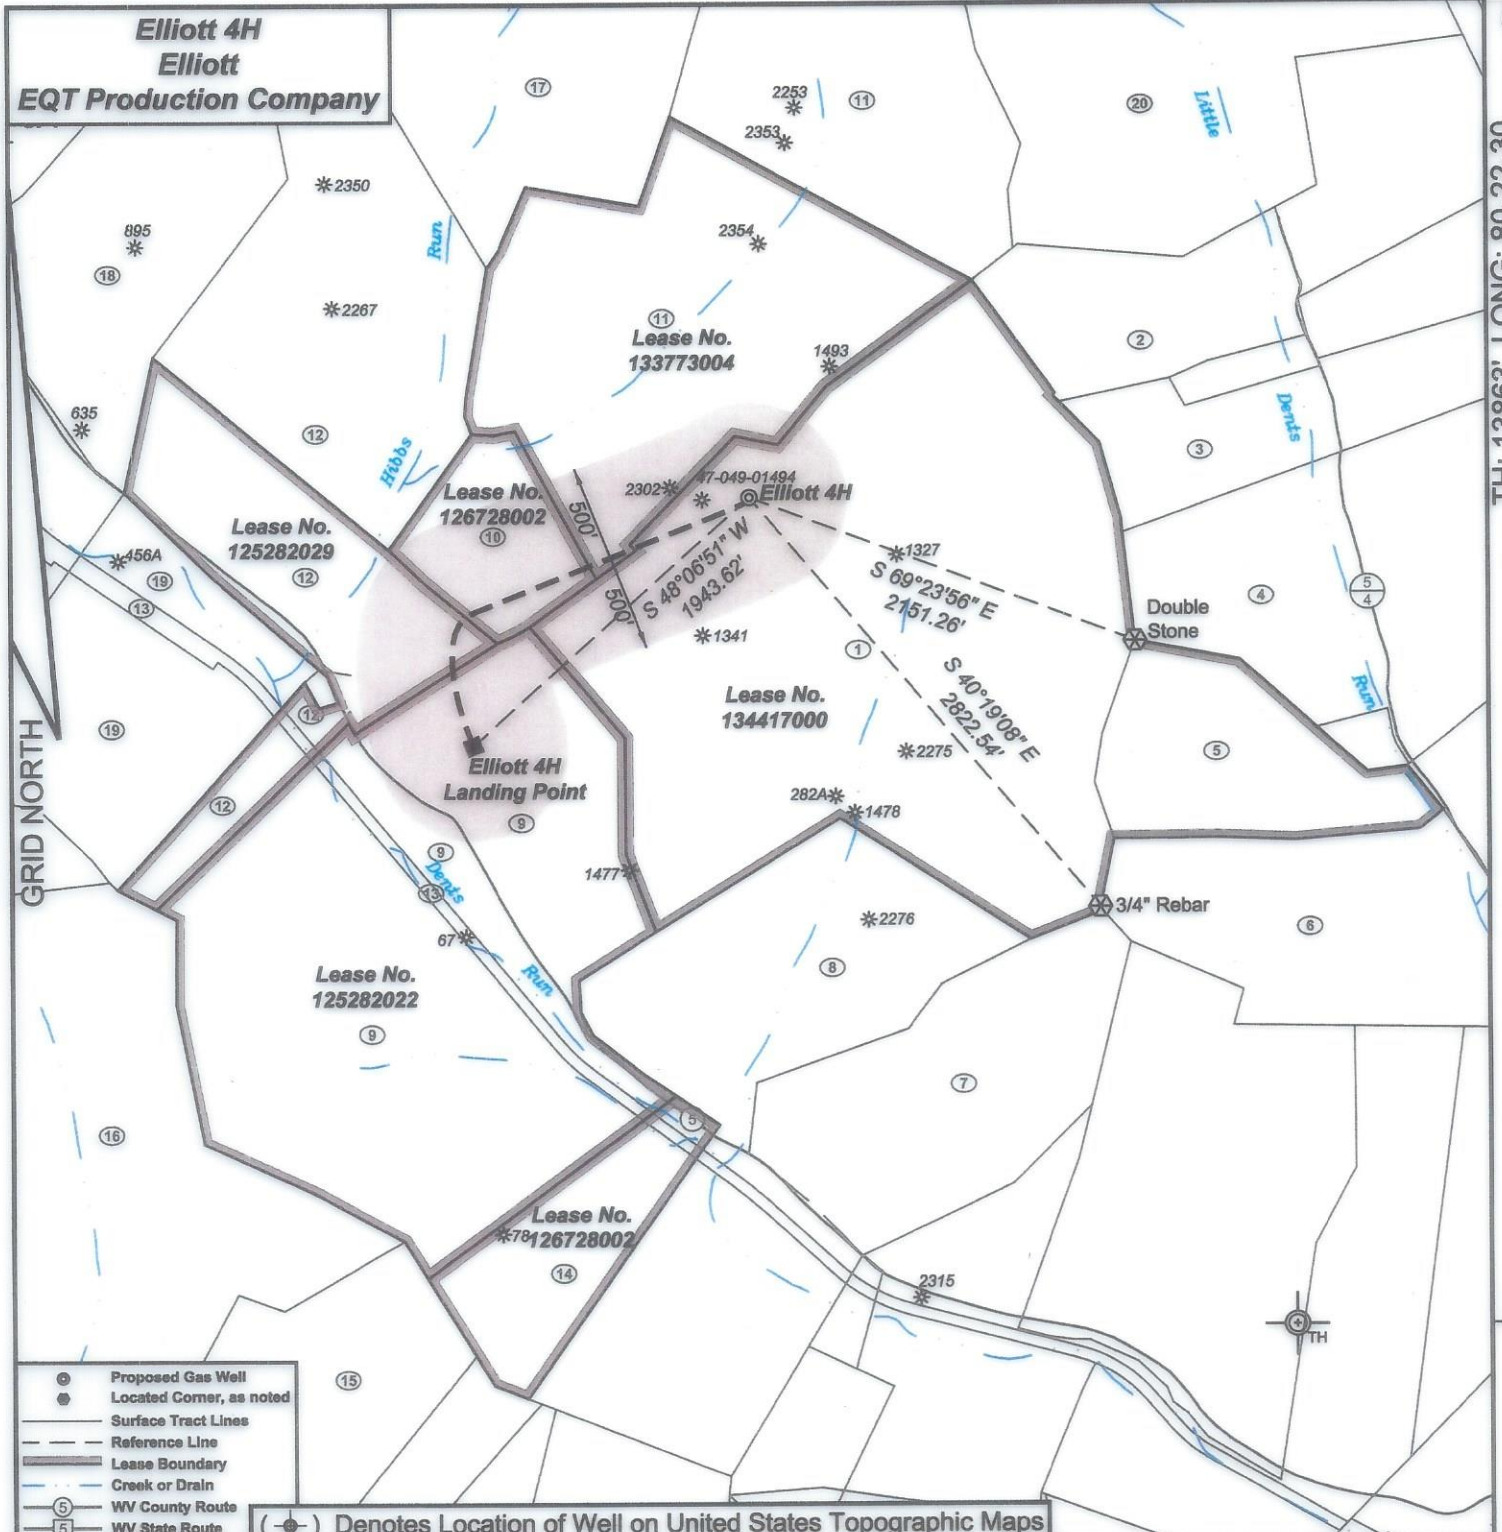 Elliott 4H
Elliott
EQT Production Company
17
2253
11
2353
20
Little
2350
895
Run
2354
18
2267
11
Lease No.
133773004
1493
2
635
12
Hibbs
Dents
3
Lease No.
126728002
10
2302
47-049-01494
Elliott 4H
500'
500'
Lease No.
125282029
12
S 48°06'51" W
1943.62'
1327
S 69°23'56" E
2151.26'
456A
19
13
4
5
4
Double
Stone
1341
1
S 40°19'08" E
2822.54'
Run
Lease No.
134417000
12
19
2275
5
Elliott 4H
Landing Point
9
282A
1478
12
GRID NORTH
9
Dents
13
1477
3/4" Rebar
67
2276
6
Run
8
Lease No.
125282022
9
7
5
16
Lease No.
126728002
78
14
2315
TH
15
Proposed Gas Well
Located Corner, as noted
Surface Tract Lines
Reference Line
Lease Boundary
Creek or Drain
5 WV County Route
5 WV State Route
( ) Denotes Location of Well on United States Topographic Maps